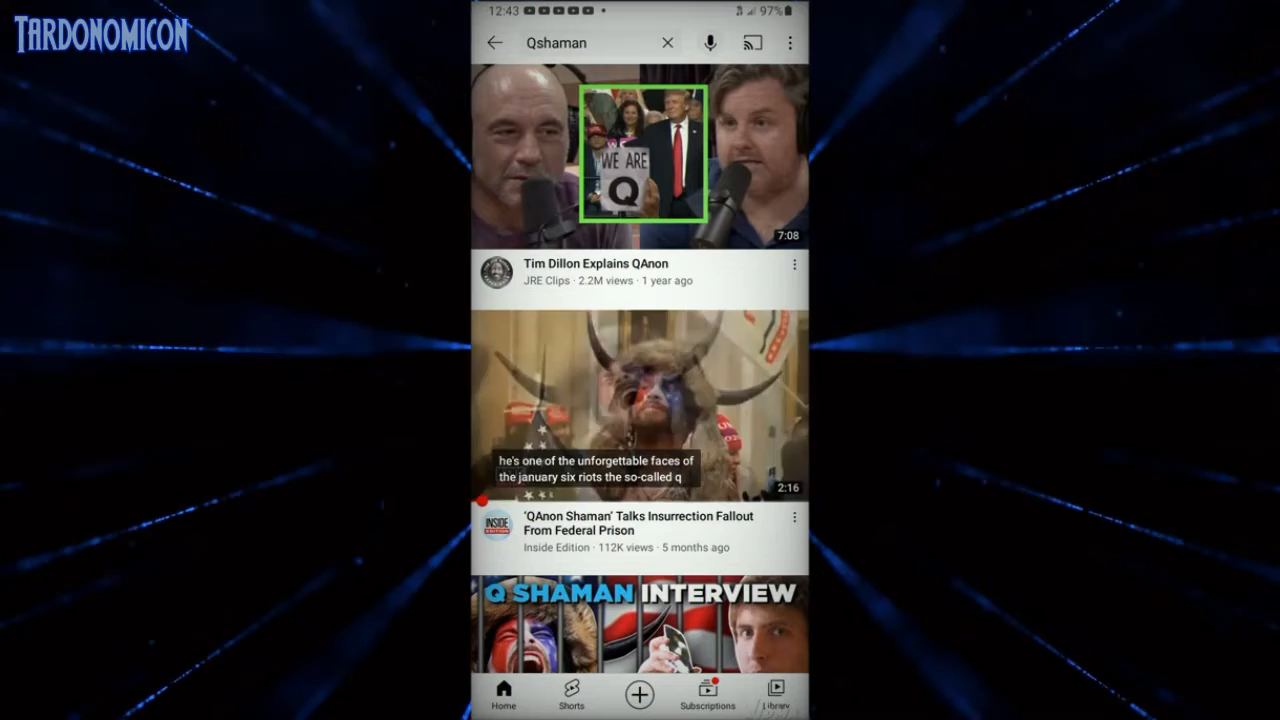 TARDONOMICON
12:43
97%
Qshaman
WE ARE
Q
7:08
Tim Dillon Explains QAnon
JRE Clips · 2.2M views · 1 year ago
he's one of the unforgettable faces of
the january six riots the so-called q
2:16
INSIDE
EDITION
‘QAnon Shaman’ Talks Insurrection Fallout
From Federal Prison
Inside Edition · 112K views · 5 months ago
Q SHAMAN INTERVIEW
Home
Shorts
Subscriptions
Library